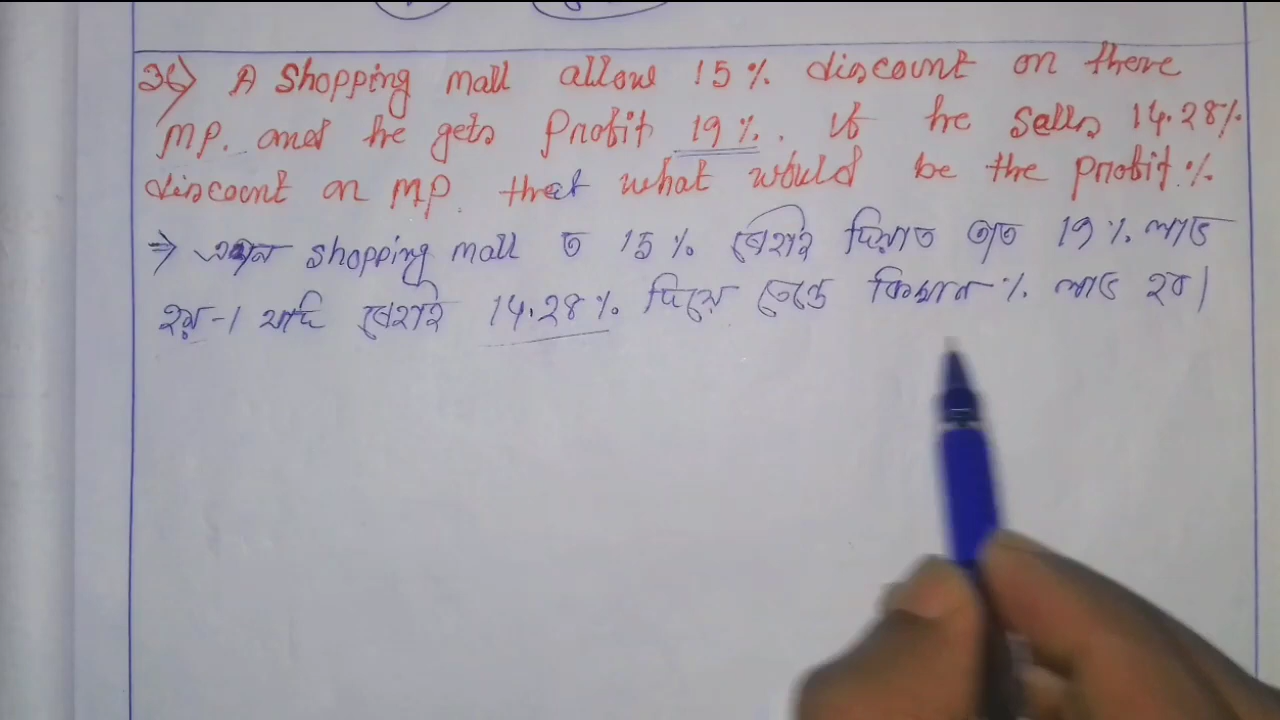 36) A Shopping mall allow 15% discount on there
MP. and he gets Profit 19%. if he sells 14.28%
discount on MP. that what would be the profit %
⇒ shopping mall ত 15% ৰেহাই দিয়াত তাত 19% লাভ
হয়-। যদি ৰেহাই 14.28% দিয়ে তেন্তে কিমান % লাভ হব।